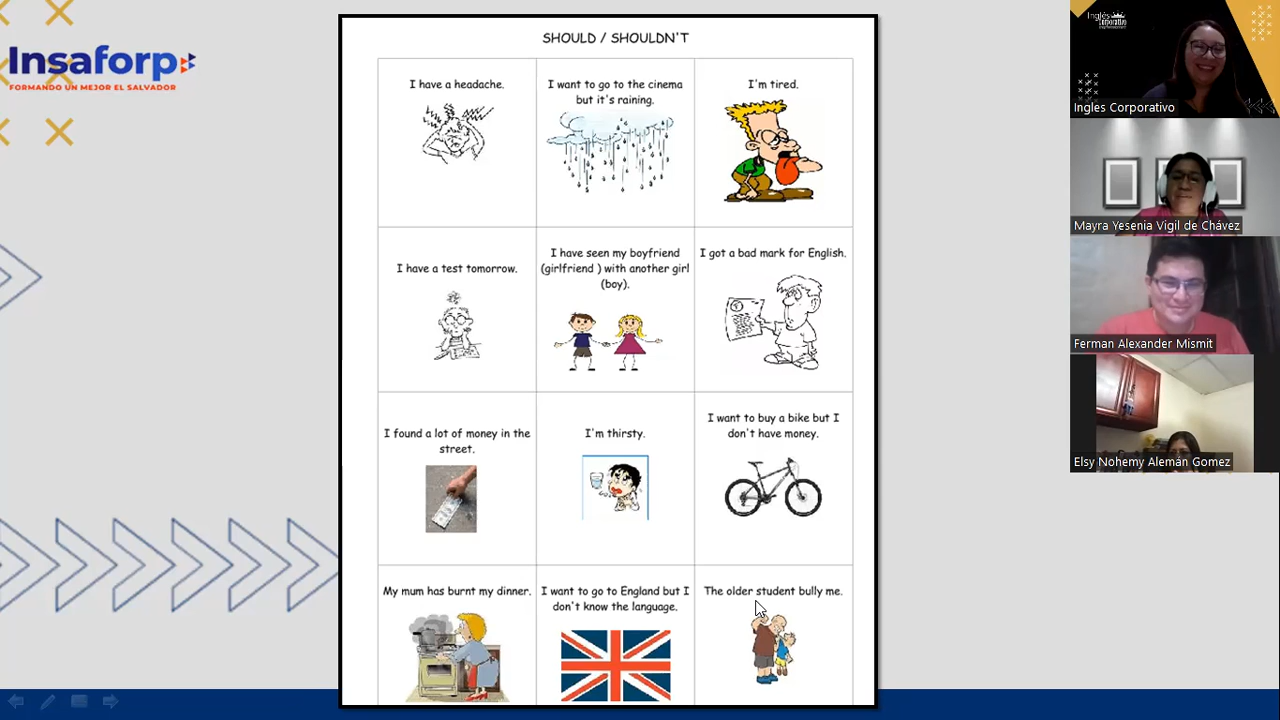 Insaforp
FORMANDO UN MEJOR EL SALVADOR
SHOULD / SHOULDN'T
I have a headache.
I want to go to the cinema
but it's raining.
I'm tired.
I have a test tomorrow.
I have seen my boyfriend
(girlfriend ) with another girl
(boy).
I got a bad mark for English.
I found a lot of money in the
street.
I'm thirsty.
I want to buy a bike but I
don't have money.
My mum has burnt my dinner.
I want to go to England but I
don't know the language.
The older student bully me.
Inglés
Corporativo
Ingles Corporativo
Mayra Yesenia Vigil de Chávez
Ferman Alexander Mismit
Elsy Nohemy Alemán Gomez